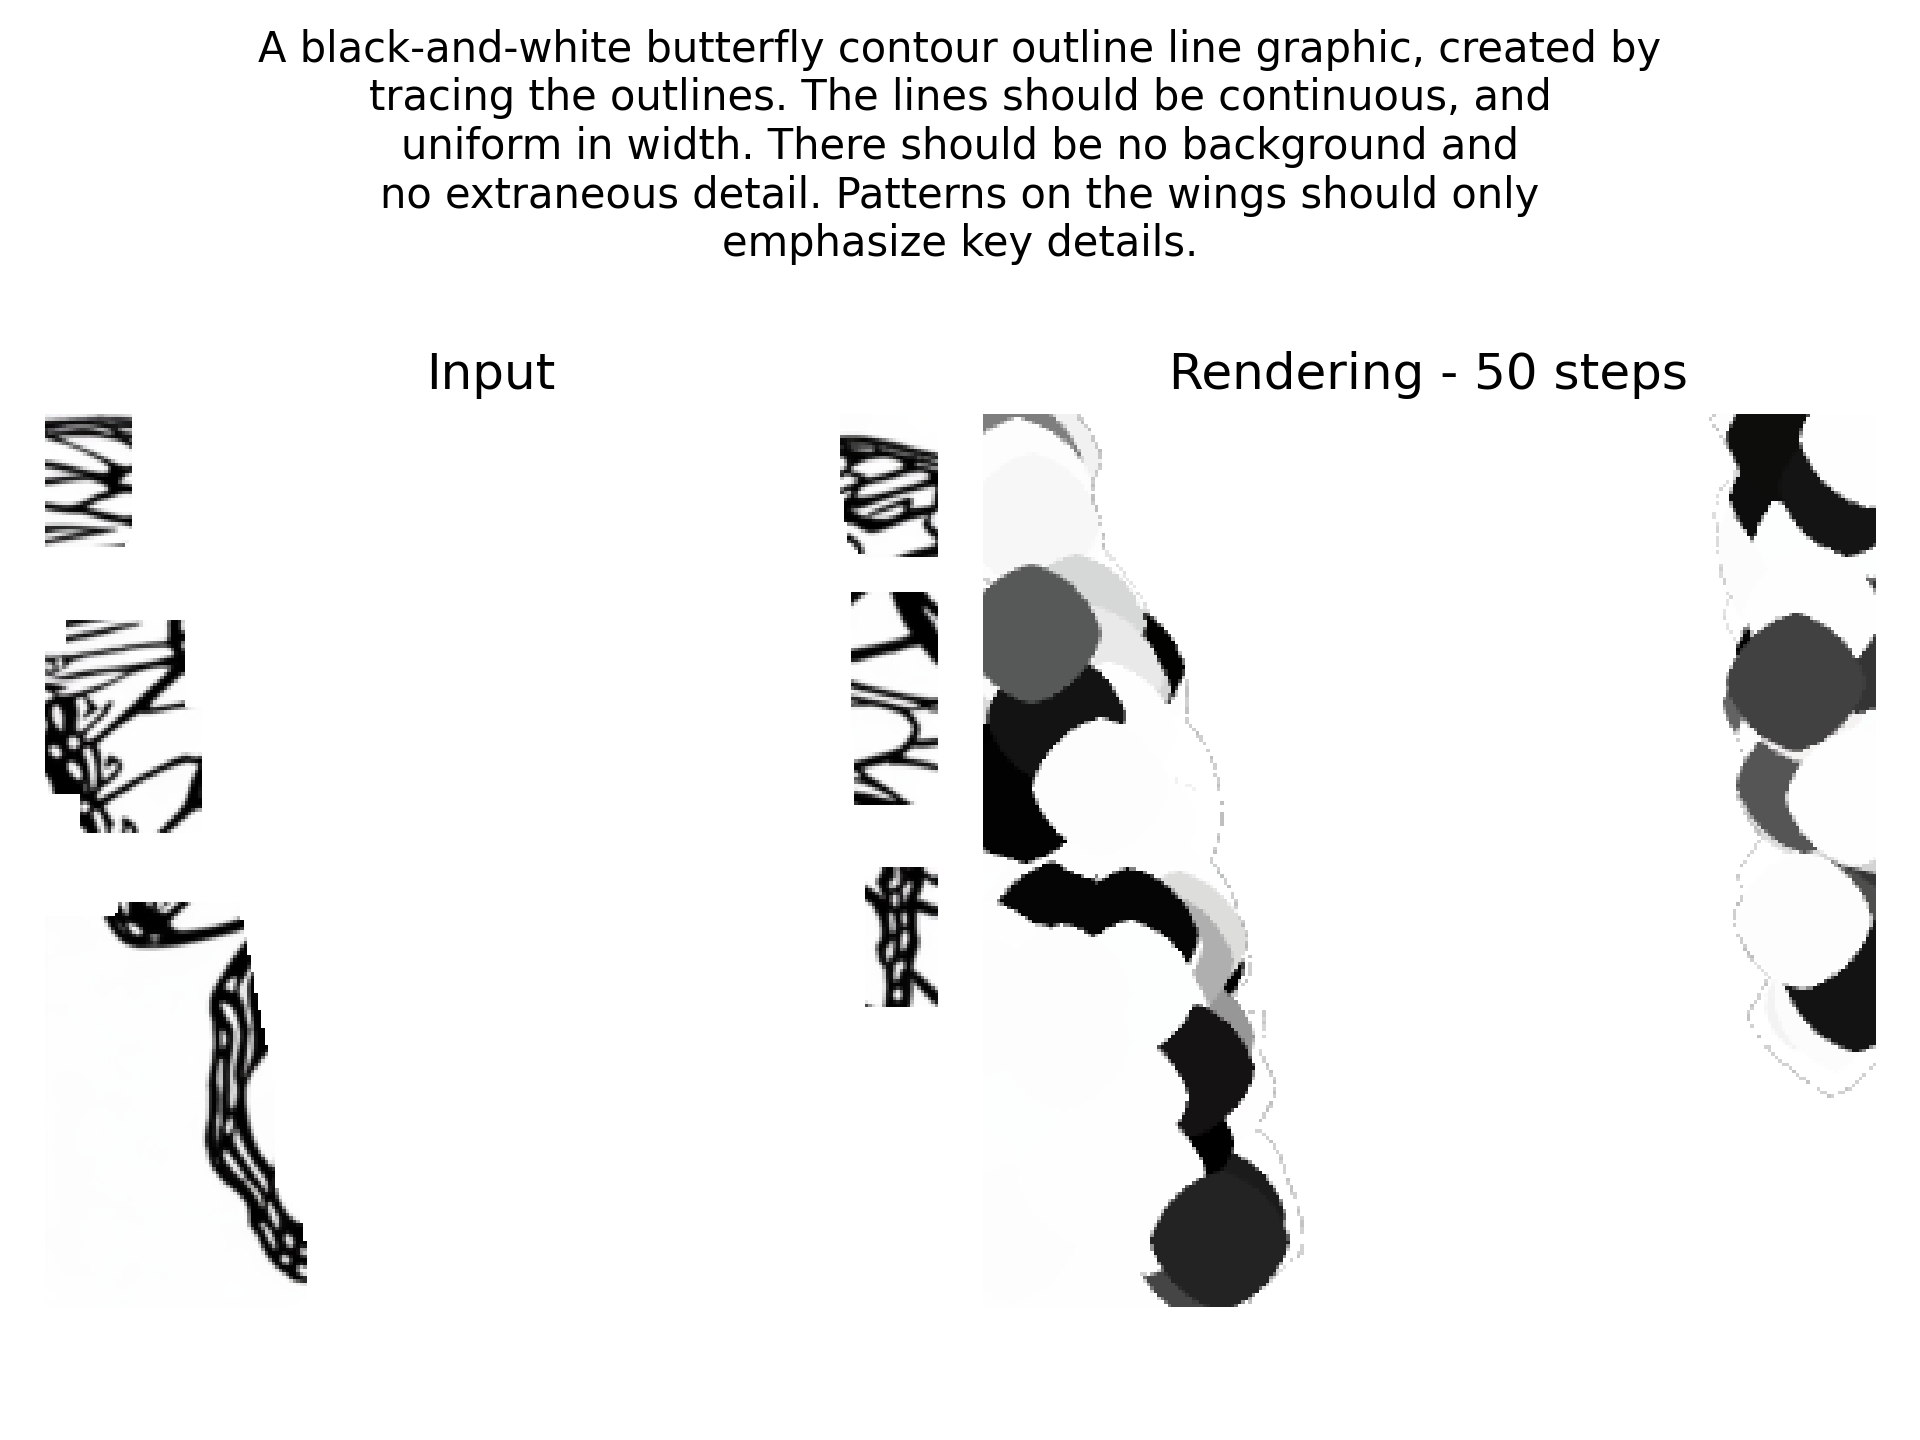 A black-and-white butterfly contour outline line graphic, created by
tracing the outlines. The lines should be continuous, and
uniform in width. There should be no background and
no extraneous detail. Patterns on the wings should only
emphasize key details.
Input
Rendering - 50 steps